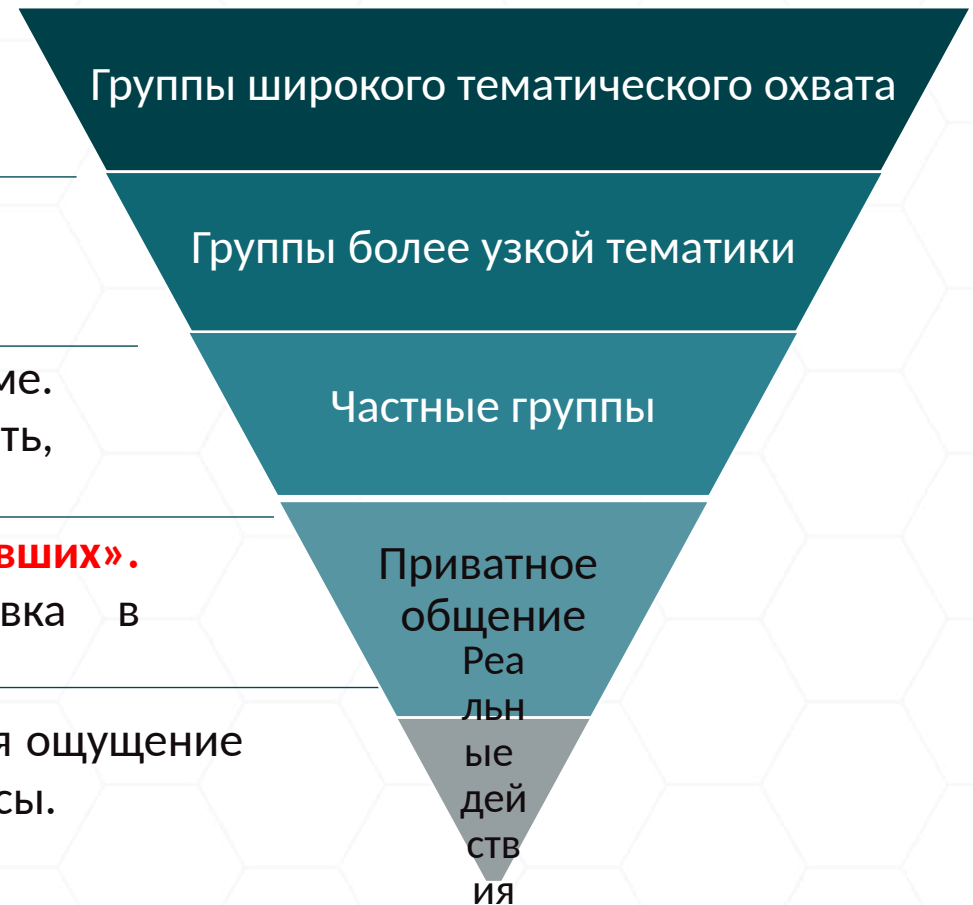 Группы широкого тематического охвата
Группы более узкой тематики
ме.
ть,
Частные группы
вших».
вка в
Приватное
общение
я ощущение
сы.
Реа
льн
ые
дей
ств
ия